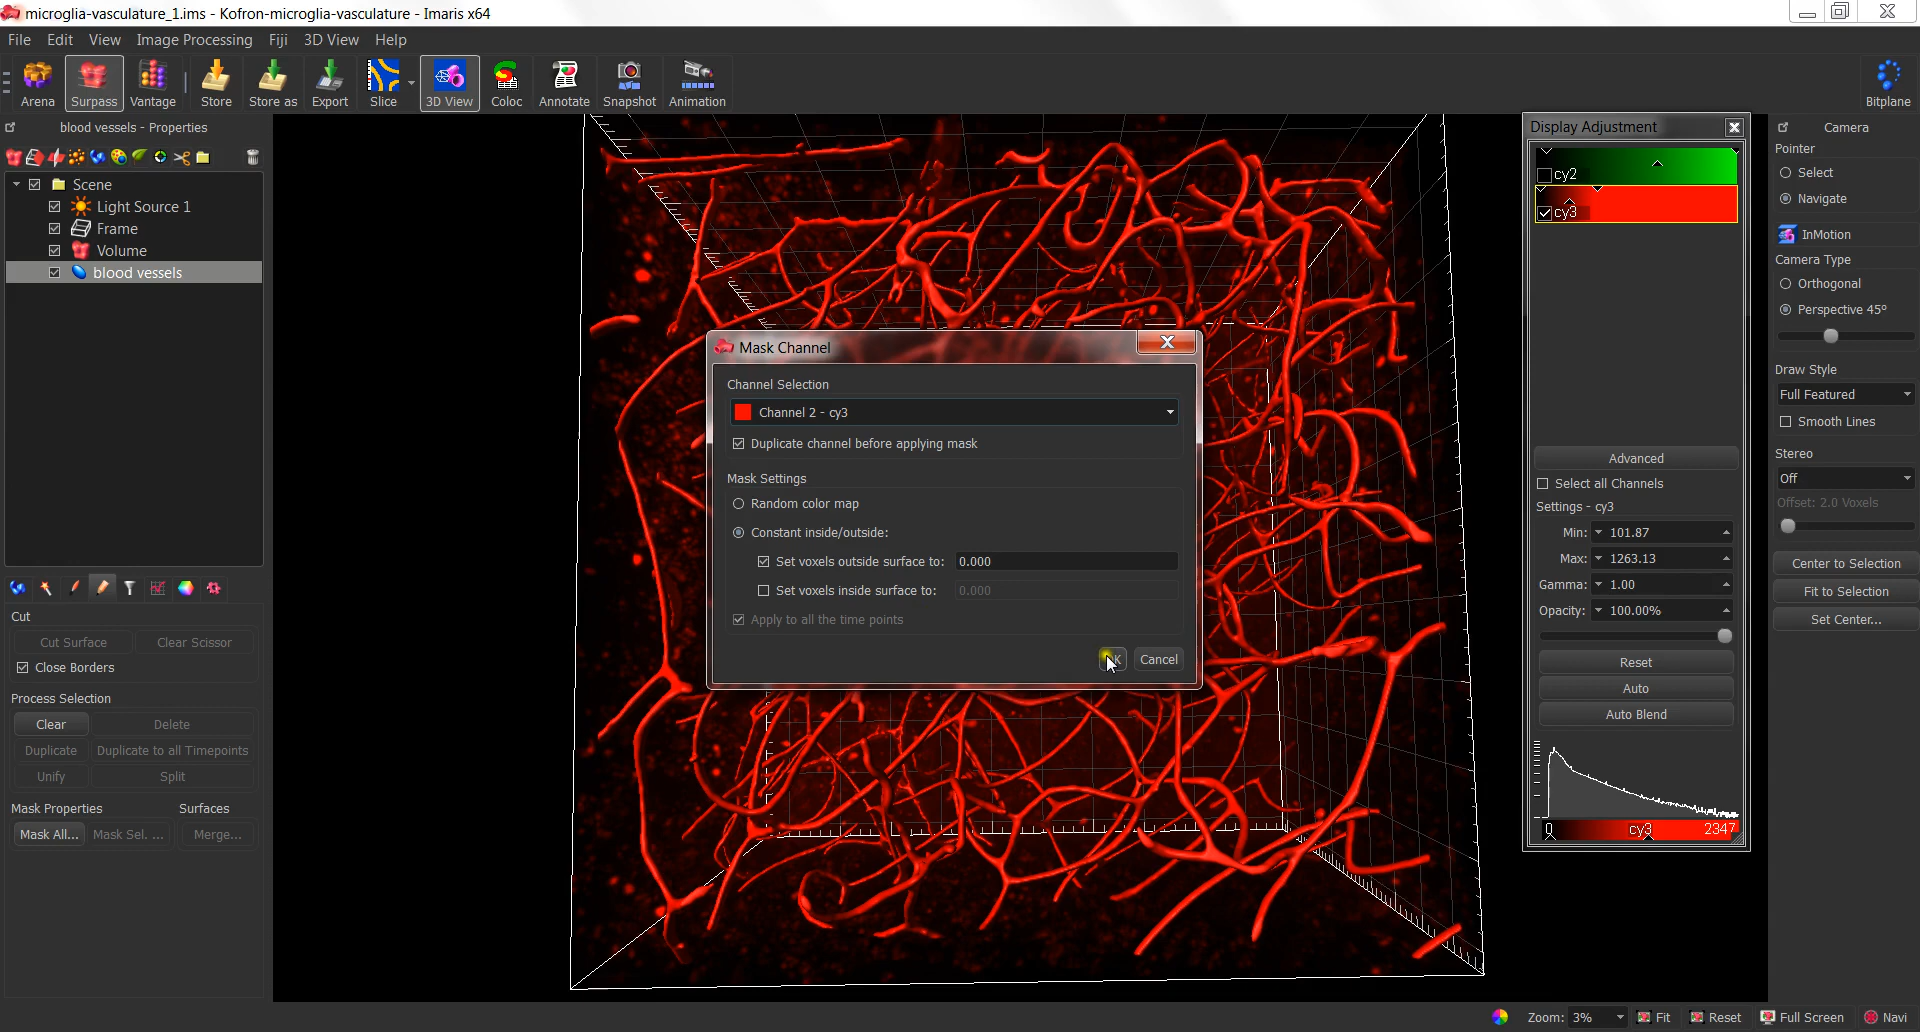 microglia-vasculature_1.ims - Kofron-microglia-vasculature - Imaris x64
File Edit View Image Processing Fiji 3D View Help
Arena Surpass Vantage Store Store as Export Slice 3D View Coloc Annotate Snapshot Animation Bitplane
blood vessels - Properties
Scene
Light Source 1
Frame
Volume
blood vessels
Cut
Cut Surface Clear Scissor
Close Borders
Process Selection
Clear Delete
Duplicate Duplicate to all Timepoints
Unify Split
Mask Properties Surfaces
Mask All... Mask Sel. ... Merge...
Mask Channel
Channel Selection
Channel 2 - cy3
Duplicate channel before applying mask
Mask Settings
Random color map
Constant inside/outside:
Set voxels outside surface to: 0.000
Set voxels inside surface to: 0.000
Apply to all the time points
Cancel
Display Adjustment
cy2
cy3
Advanced
Select all Channels
Settings - cy3
Min: 101.87
Max: 1263.13
Gamma: 1.00
Opacity: 100.00%
Reset
Auto
Auto Blend
0 cy3 2347
Camera
Pointer
Select
Navigate
InMotion
Camera Type
Orthogonal
Perspective 45º
Draw Style
Full Featured
Smooth Lines
Stereo
Off
Offset: 2.0 Voxels
Center to Selection
Fit to Selection
Set Center...
Zoom: 3% Fit Reset Full Screen Navi